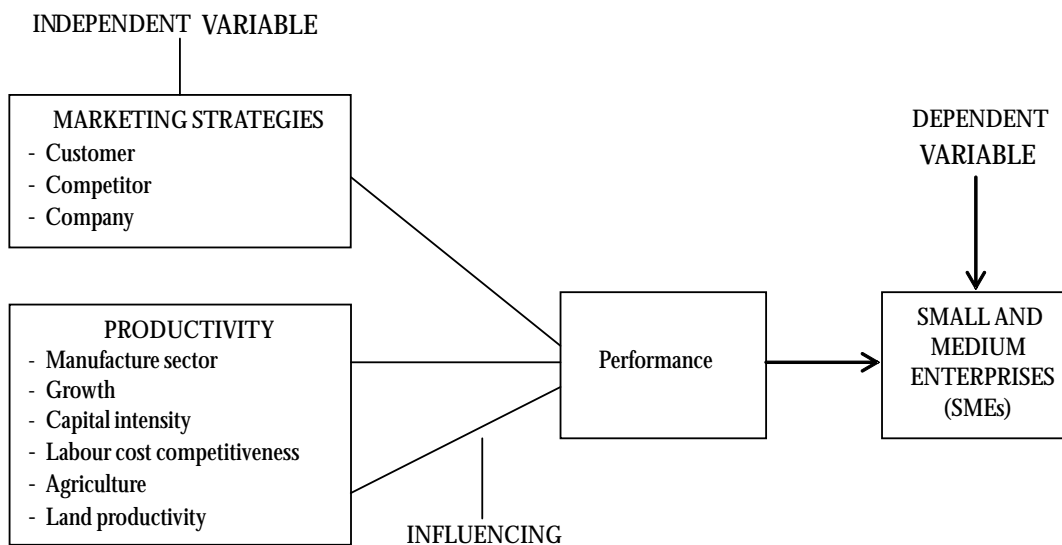 INDEPENDENT VARIABLE
MARKETING STRATEGIES
- Customer
- Competitor
- Company
PRODUCTIVITY
- Manufacture sector
- Growth
- Capital intensity
- Labour cost competitiveness
- Agriculture
- Land productivity
INFLUENCING
Performance
DEPENDENT
VARIABLE
SMALL AND
MEDIUM
ENTERPRISES
(SMEs)